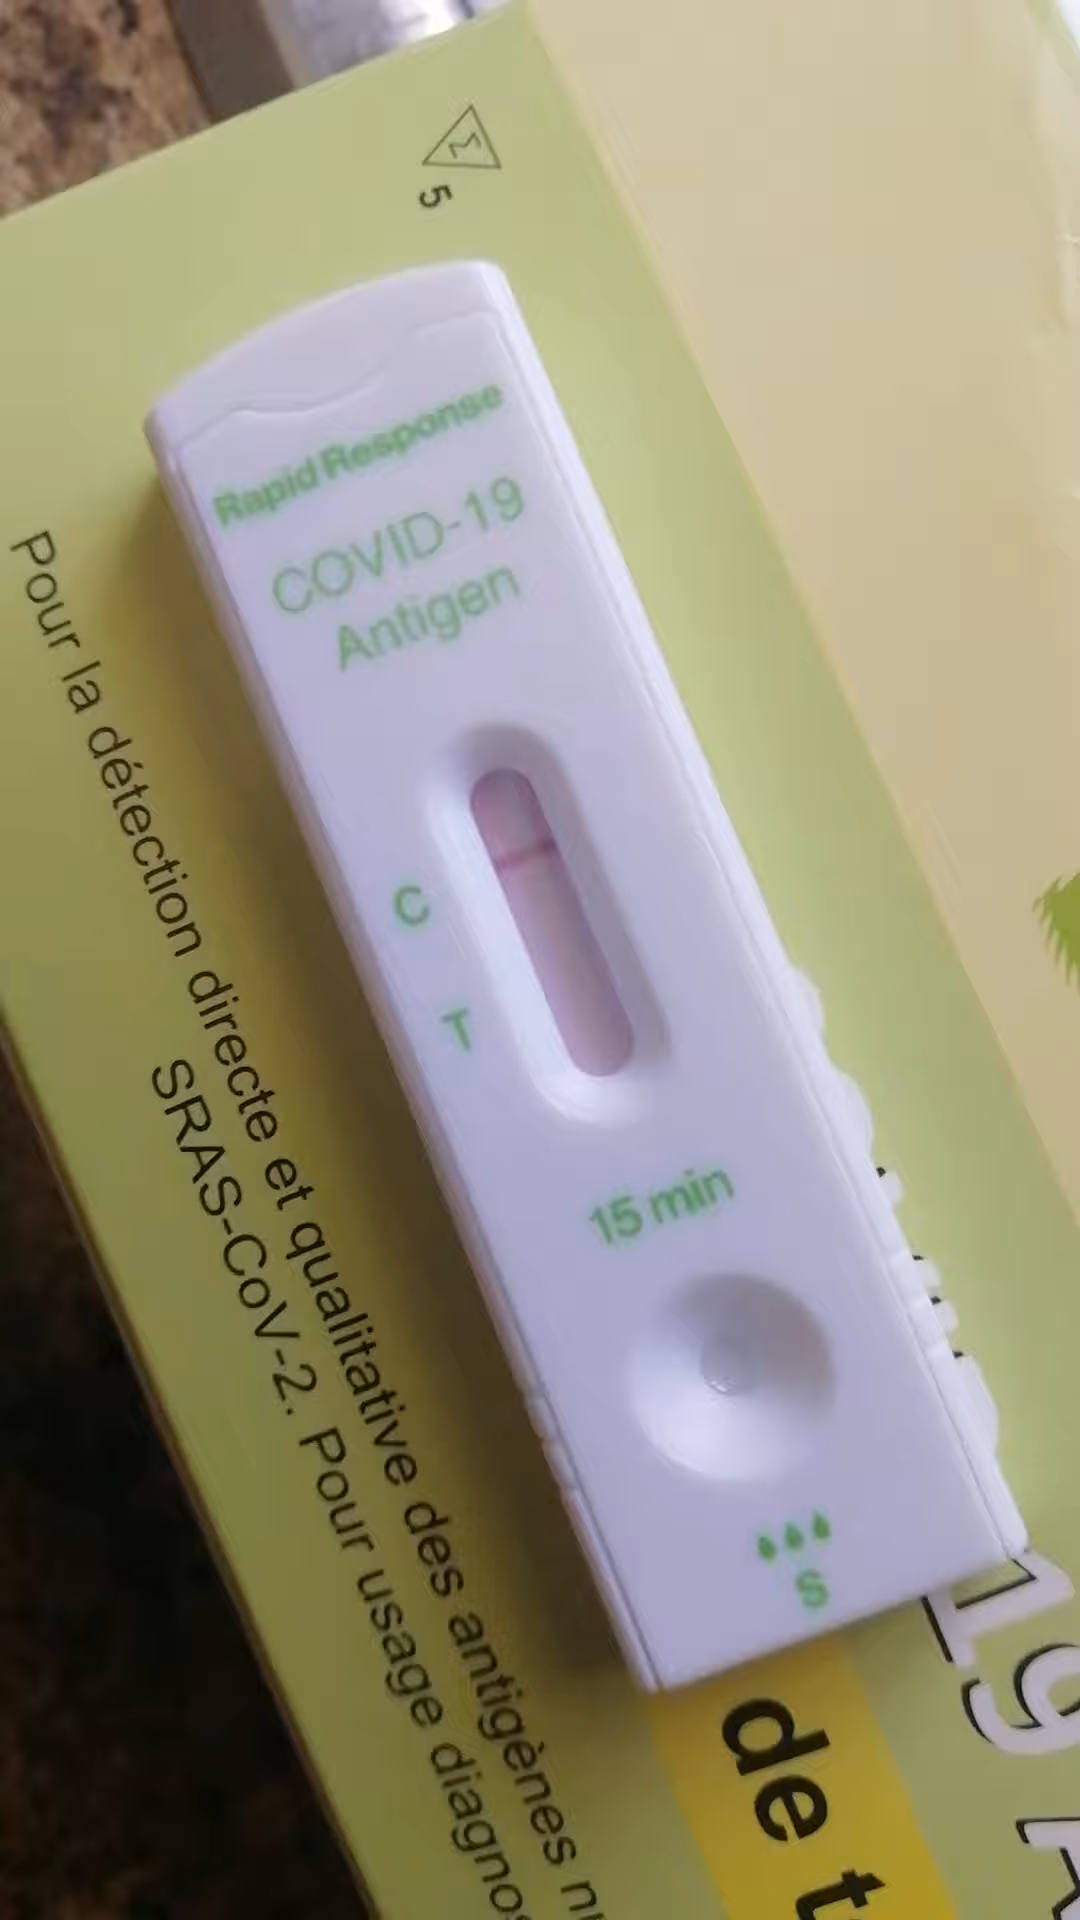 Σ
5
Rapid Response
COVID-19
Antigen
C
T
15 min
S
Pour la détection directe et qualitative des antigènes
SRAS-CoV-2. Pour usage
19
de